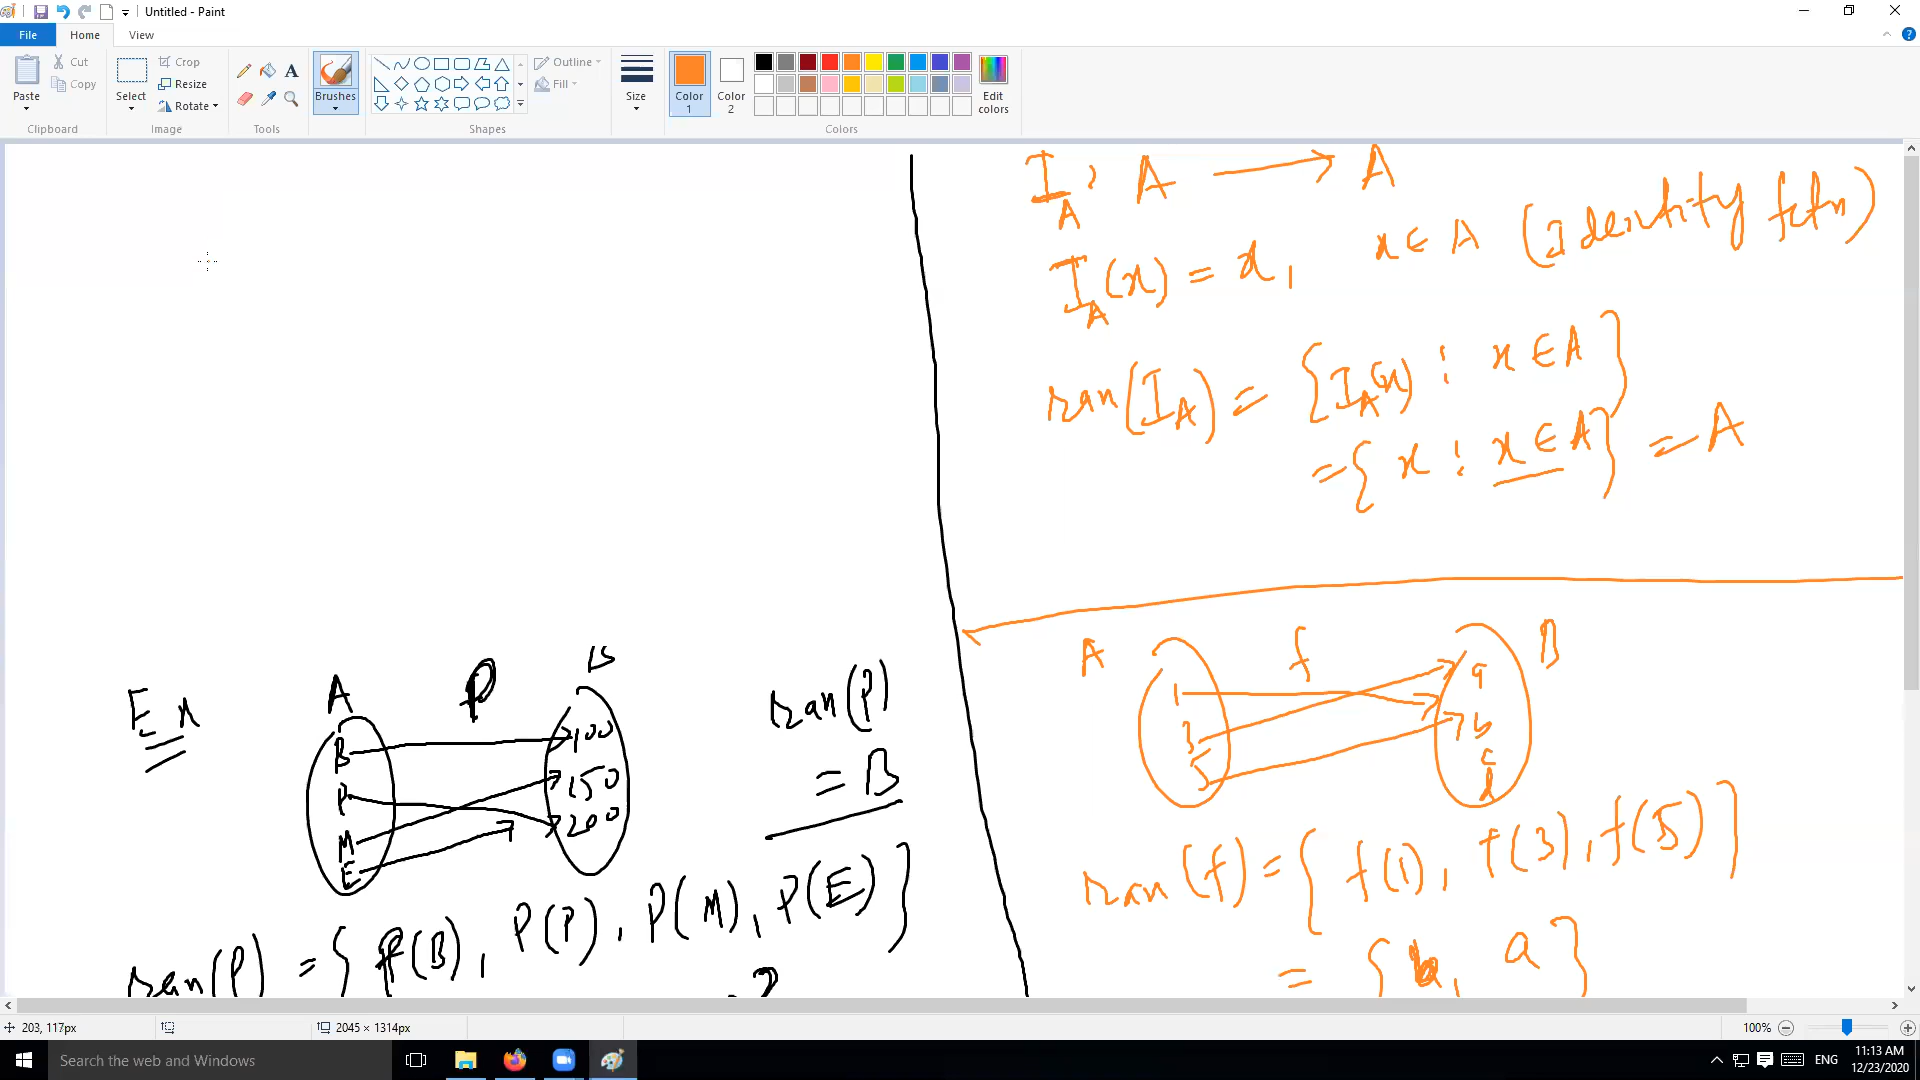 Untitled - Paint
File Home View
Paste
Cut
Copy
Clipboard
Select
Crop
Resize
Rotate
Image
Tools
Brushes
Outline
Fill
Shapes
Size
Color 1
Color 2
Edit colors
Colors
I_A : A ⟶ A
I_A(x) = x, x ∈ A (Identity fctn)
ran(I_A) = {I_A(x) : x ∈ A}
= {x : x ∈ A} = A
Ex
A P B
B 100
P 150
M 200
E
ran(P)
= B
ran(P) = { P(B), P(P), P(M), P(E) }
A f B
1 a
3 b
5 c
d
ran(f) = { f(1), f(3), f(5) }
= { b, a }
203, 117px
2045 × 1314px
100%
Search the web and Windows
ENG
11:13 AM
12/23/2020